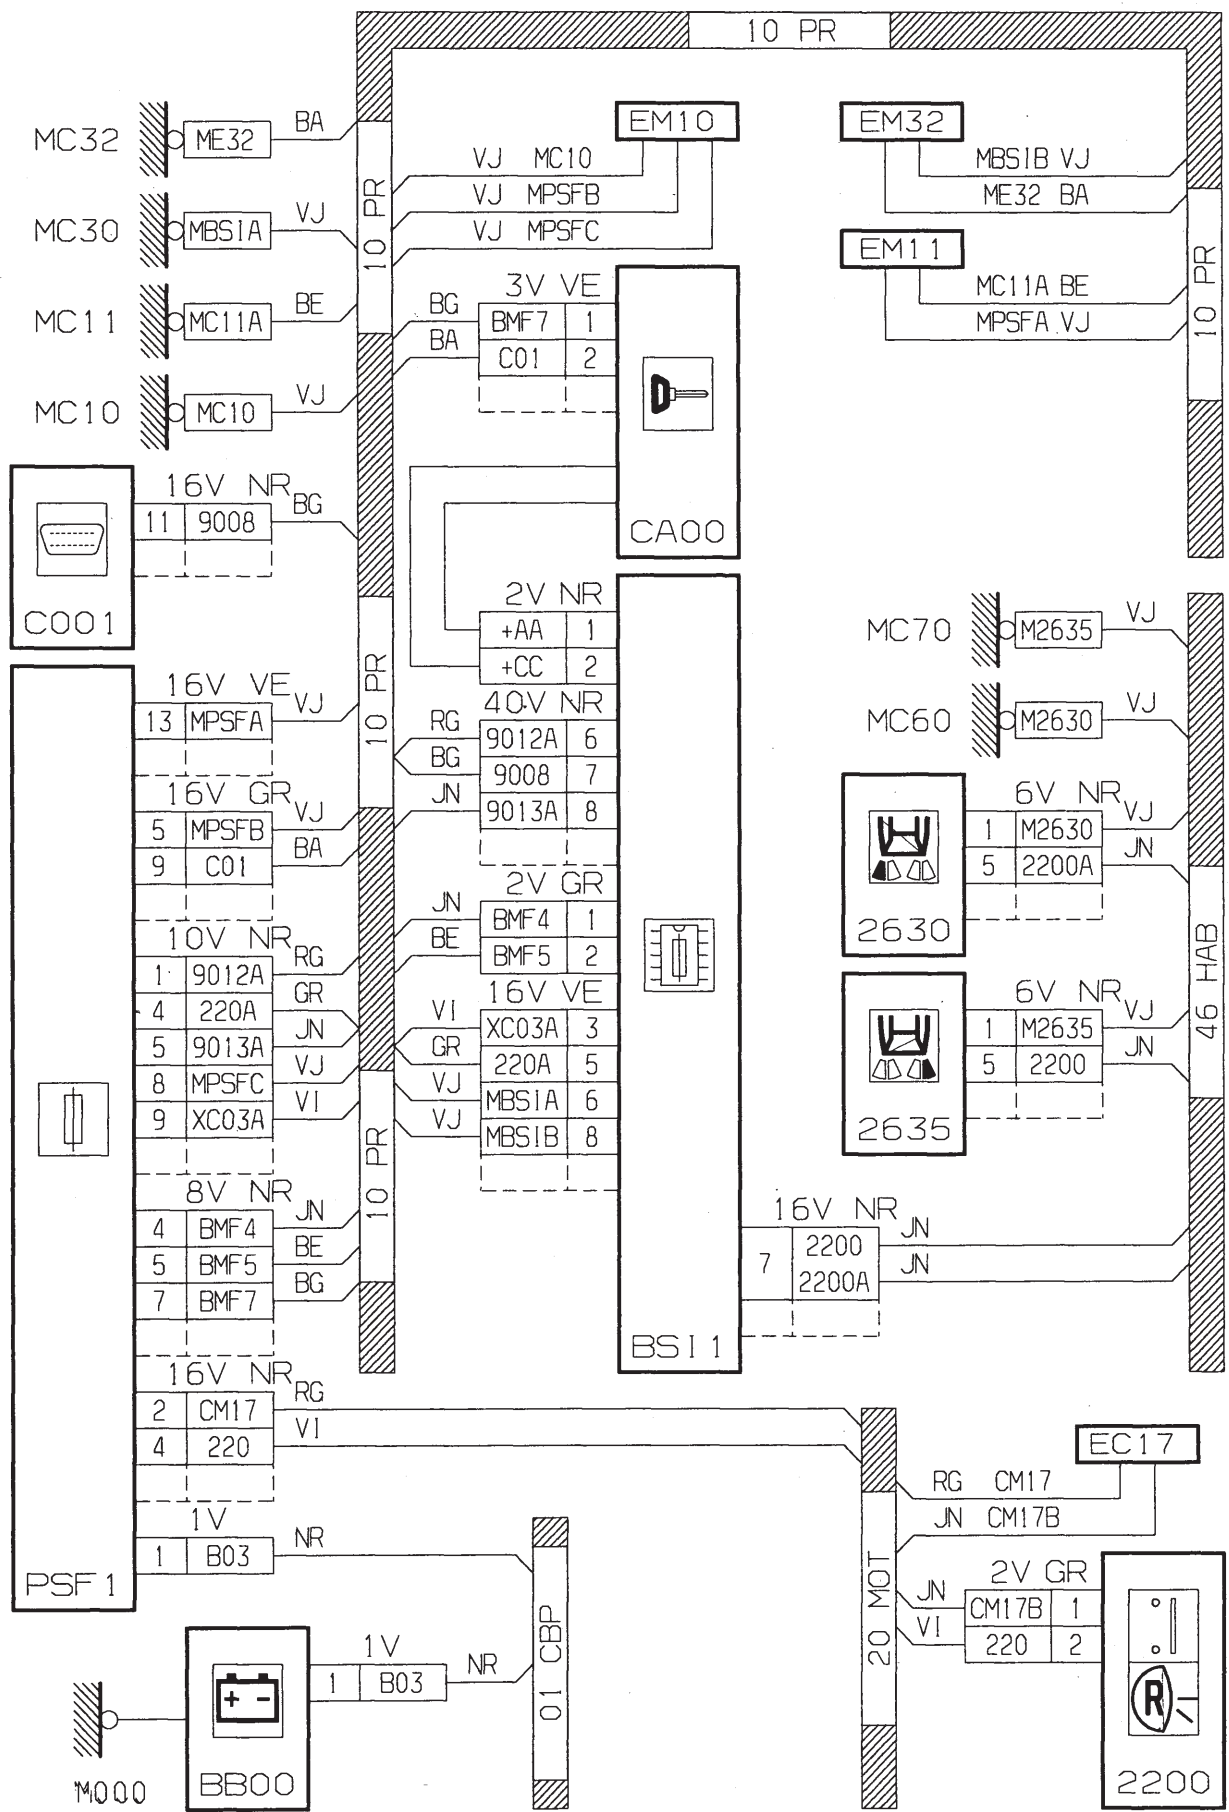 10 PR
MC32
ME32
BA
MC30
MBSIA
VJ
MC11
MC11A
BE
MC10
MC10
VJ
10 PR
EM10
VJ MC10
VJ MPSFB
VJ MPSFC
EM32
MBSIB VJ
ME32 BA
EM11
MC11A BE
MPSFA VJ
10 PR
3V VE
BG
BMF7 1
BA
C01 2
CA00
16V NR
11 9008
BG
C001
2V NR
+AA 1
+CC 2
40V NR
RG
9012A 6
BG
9008 7
JN
9013A 8
2V GR
JN
BMF4 1
BE
BMF5 2
16V VE
VI
XC03A 3
GR
220A 5
VJ
MBSIA 6
VJ
MBSIB 8
16V NR
7
2200
JN
2200A
JN
BSI1
16V VE
13 MPSFA
VJ
16V GR
5 MPSFB
VJ
9 C01
BA
10V NR
1 9012A
RG
4 220A
GR
5 9013A
JN
8 MPSFC
VJ
9 XC03A
VI
8V NR
4 BMF4
JN
5 BMF5
BE
7 BMF7
BG
16V NR
2 CM17
RG
4 220
VI
1V
1 B03
NR
PSF1
10 PR
10 PR
MC70
M2635
VJ
MC60
M2630
VJ
6V NR
1 M2630
VJ
5 2200A
JN
2630
6V NR
1 M2635
VJ
5 2200
JN
2635
46 HAB
EC17
RG CM17
JN CM17B
20 MOT
2V GR
JN
CM17B 1
VI
220 2
R
2200
01 CBP
1V
1 B03
NR
+ -
BB00
M000